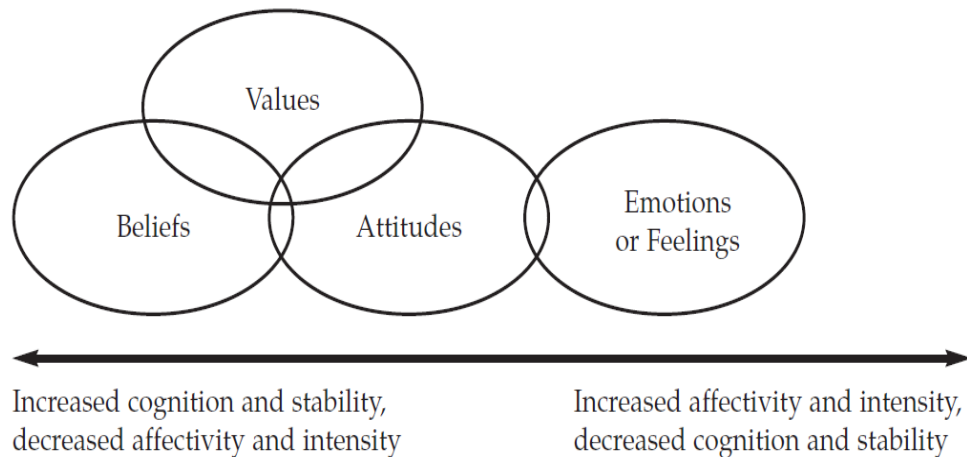 Values
Beliefs
Attitudes
Emotions
or Feelings
Increased cognition and stability,
decreased affectivity and intensity
Increased affectivity and intensity,
decreased cognition and stability